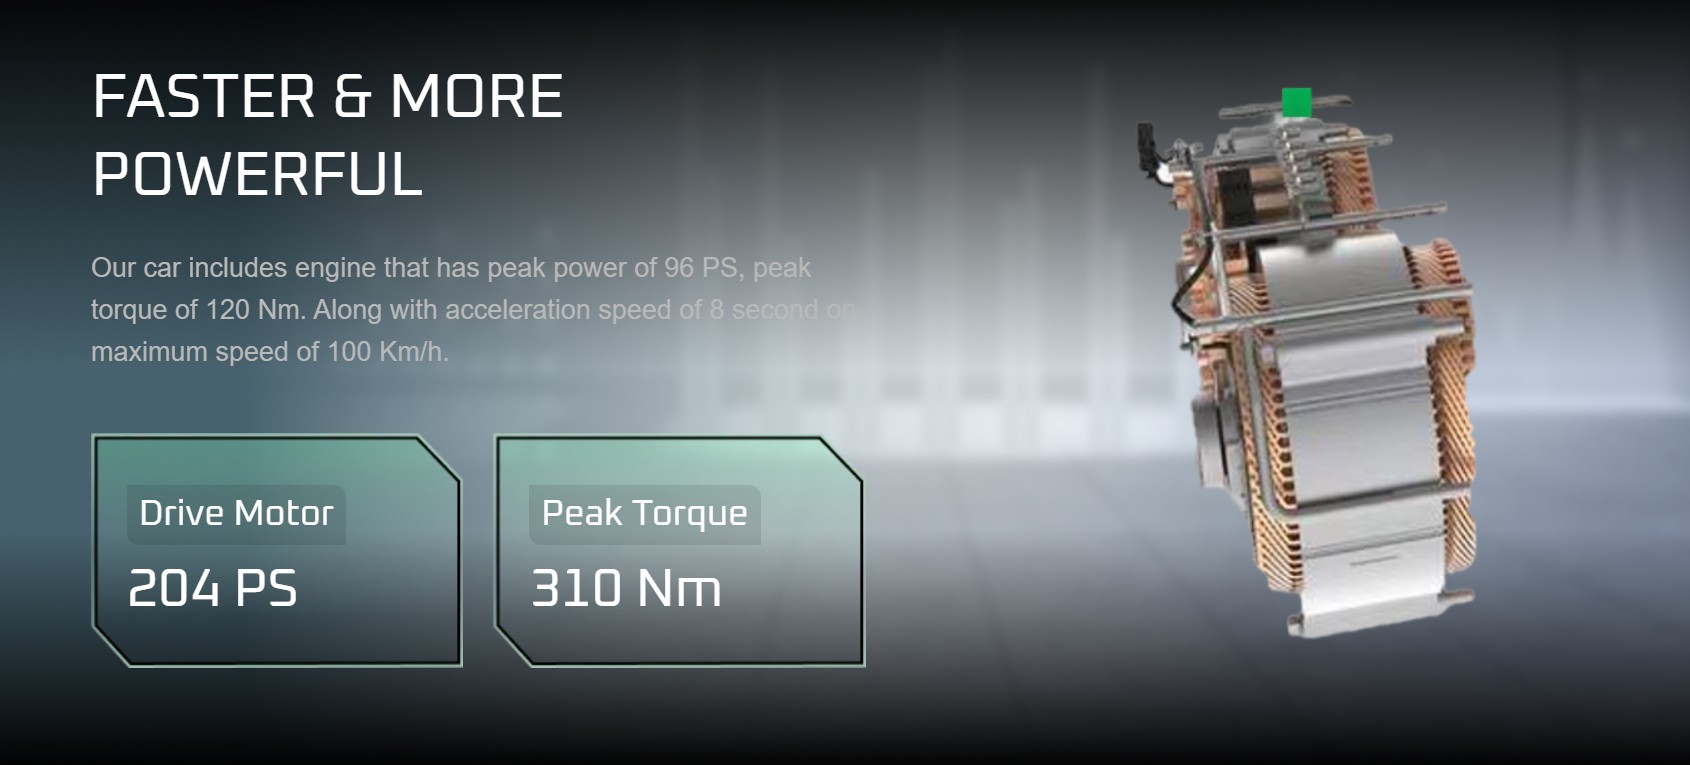 FASTER & MORE
POWERFUL
Our car includes engine that has peak power of 96 PS, peak
torque of 120 Nm. Along with acceleration speed of 8 second on
maximum speed of 100 Km/h.
Drive Motor
204 PS
Peak Torque
310 Nm